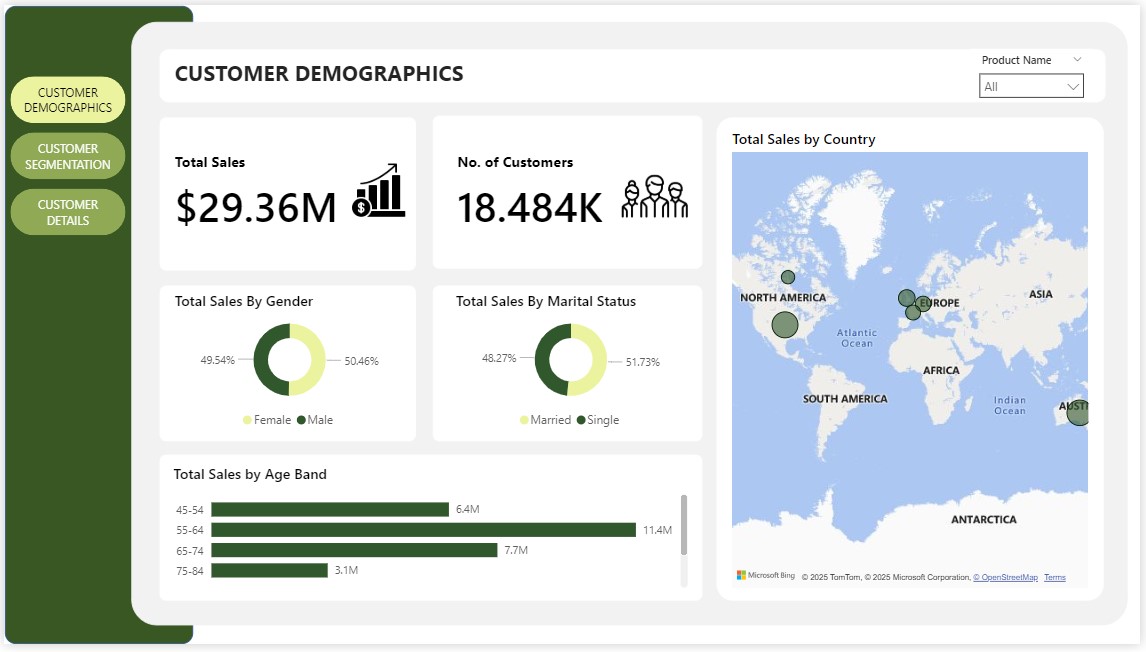 CUSTOMER
DEMOGRAPHICS
CUSTOMER
SEGMENTATION
CUSTOMER
DETAILS
CUSTOMER DEMOGRAPHICS
Product Name
All
Total Sales
$29.36M
No. of Customers
18.484K
Total Sales By Gender
49.54%
50.46%
Female Male
Total Sales By Marital Status
48.27%
51.73%
Married Single
Total Sales by Age Band
45-54 6.4M
55-64 11.4M
65-74 7.7M
75-84 3.1M
Total Sales by Country
NORTH AMERICA
EUROPE
ASIA
Atlantic
Ocean
AFRICA
SOUTH AMERICA
Indian
Ocean
AUST
ANTARCTICA
Microsoft Bing © 2025 TomTom, © 2025 Microsoft Corporation, © OpenStreetMap Terms